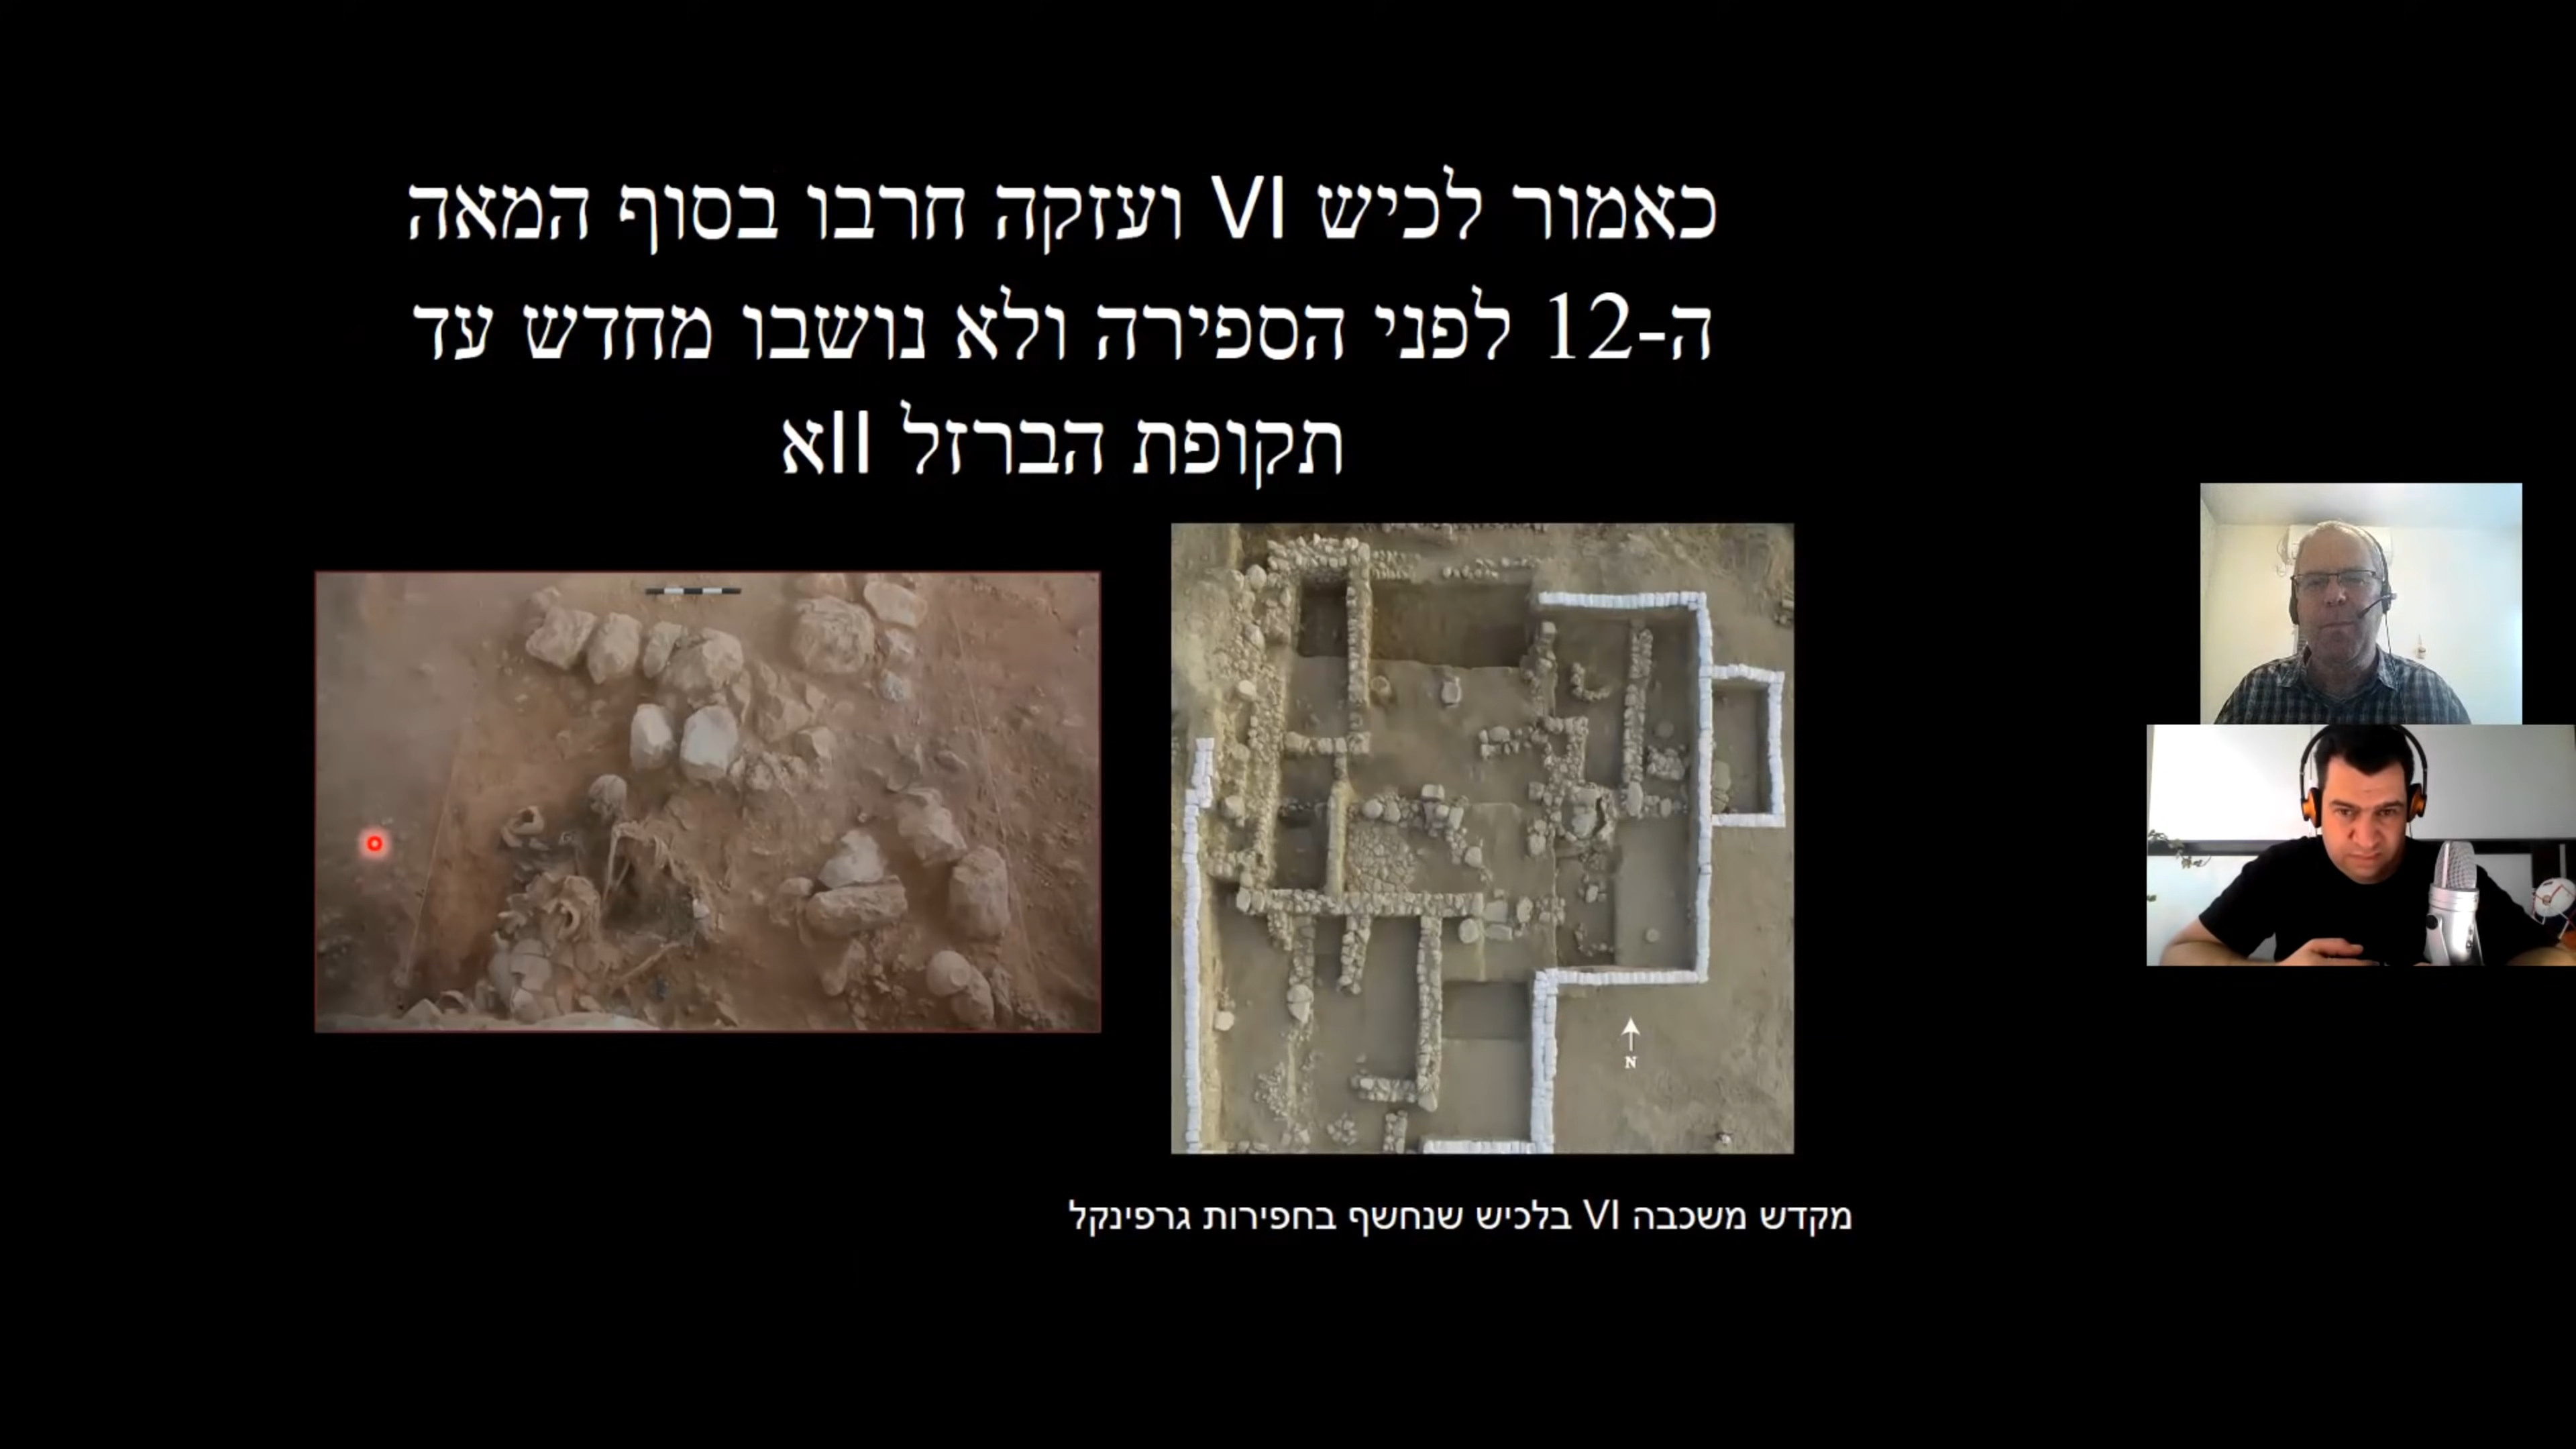 כאמור לכיש VI ועזקה חרבו בסוף המאה
ה-12 לפני הספירה ולא נושבו מחדש עד
תקופת הברזל IIא
N
מקדש משכבה VI בלכיש שנחשף בחפירות גרפינקל